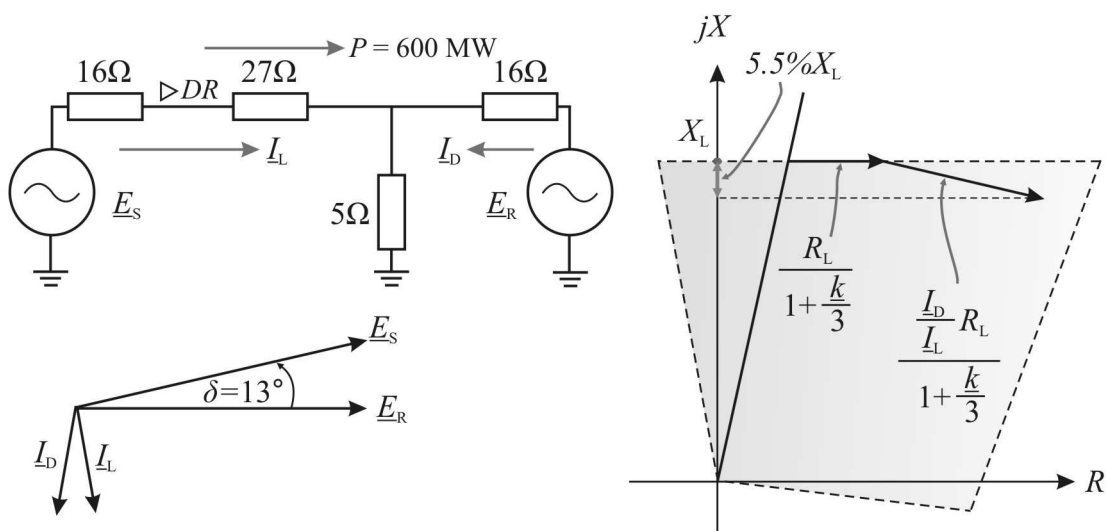 P = 600 MW
16Ω
27Ω
16Ω
▷DR
I_L
I_D
E_S
5Ω
E_R
E_S
δ=13°
E_R
I_D
I_L
jX
5.5%X_L
X_L
R_L
1+k/3
I_D/I_L R_L
1+k/3
R